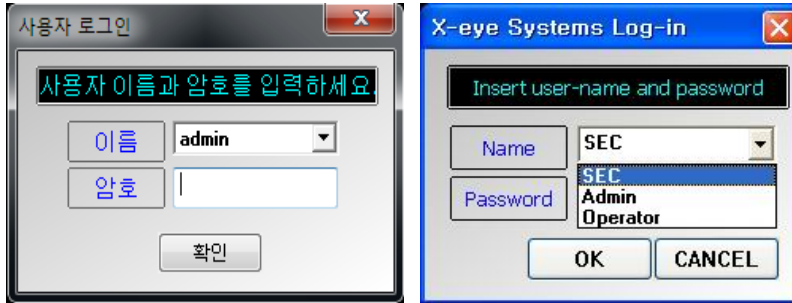 사용자 로그인
사용자 이름과 암호를 입력하세요.
이름
admin
암호
확인
X-eye Systems Log-in
Insert user-name and password
Name
SEC
SEC
Admin
Operator
Password
OK
CANCEL